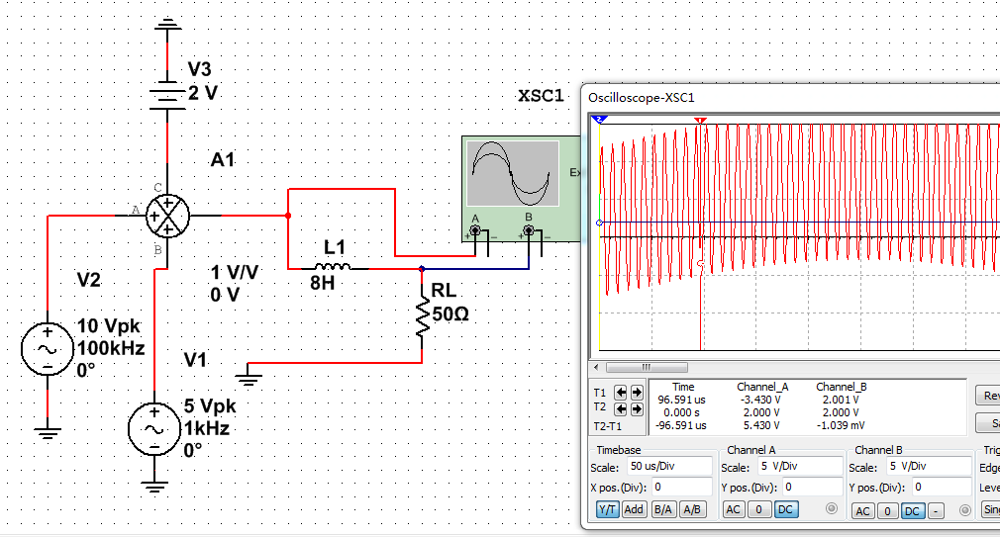 V3
2 V
XSC1
A1
C
A
B
Ex
A
B
L1
8H
1 V/V
0 V
V2
10 Vpk
100kHz
0°
RL
50Ω
V1
5 Vpk
1kHz
0°
Oscilloscope-XSC1
2
1
T1
T2
T2-T1
Time Channel_A Channel_B
96.591 us -3.430 V 2.001 V
0.000 s 2.000 V 2.000 V
-96.591 us 5.430 V -1.039 mV
Rev
Timebase
Scale: 50 us/Div
X pos.(Div): 0
Y/T Add B/A A/B
Channel A
Scale: 5 V/Div
Y pos.(Div): 0
AC 0 DC
Channel B
Scale: 5 V/Div
Y pos.(Div): 0
AC 0 DC -
Trig
Edge
Leve
Sin